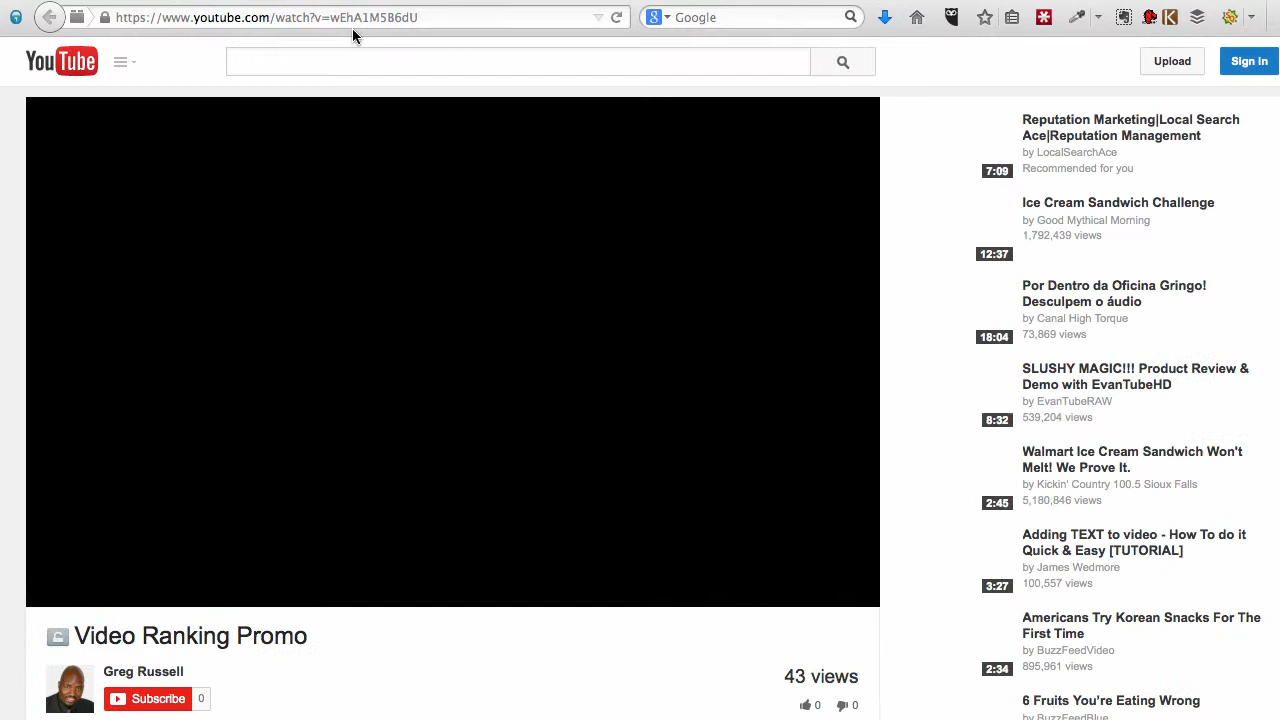 https://www.youtube.com/watch?v=wEhA1M5B6dU
8 Google
K
YouTube
Upload
Sign in
Reputation Marketing|Local Search
Ace|Reputation Management
by LocalSearchAce
Recommended for you
7:09
Ice Cream Sandwich Challenge
by Good Mythical Morning
1,792,439 views
12:37
Por Dentro da Oficina Gringo!
Desculpem o áudio
by Canal High Torque
73,869 views
18:04
SLUSHY MAGIC!!! Product Review &
Demo with EvanTubeHD
by EvanTubeRAW
539,204 views
8:32
Walmart Ice Cream Sandwich Won't
Melt! We Prove It.
by Kickin' Country 100.5 Sioux Falls
5,180,846 views
2:45
Adding TEXT to video - How To do it
Quick & Easy [TUTORIAL]
by James Wedmore
100,557 views
3:27
Americans Try Korean Snacks For The
First Time
by BuzzFeedVideo
895,961 views
2:34
6 Fruits You're Eating Wrong
by BuzzFeedBlue
Video Ranking Promo
Greg Russell
Subscribe 0
43 views
0 0